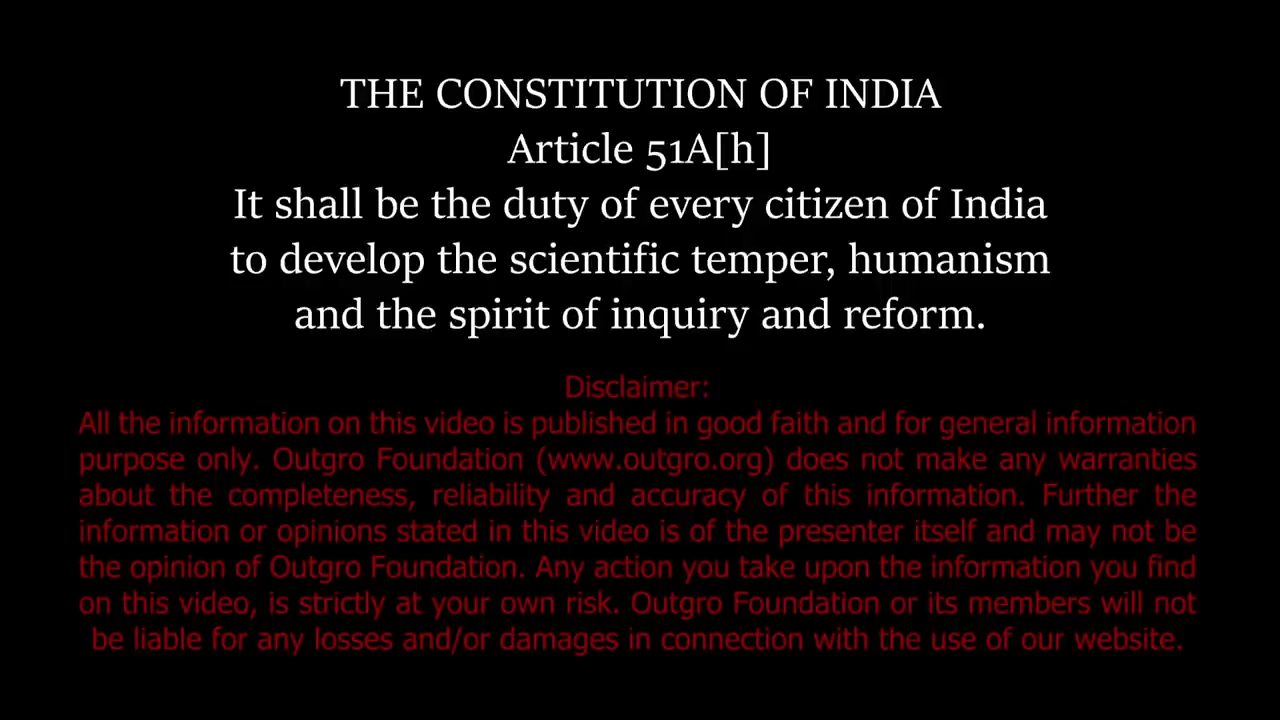 THE CONSTITUTION OF INDIA
Article 51A[h]
It shall be the duty of every citizen of India
to develop the scientific temper, humanism
and the spirit of inquiry and reform.
Disclaimer:
All the information on this video is published in good faith and for general information
purpose only. Outgro Foundation (www.outgro.org) does not make any warranties
about the completeness, reliability and accuracy of this information. Further the
information or opinions stated in this video is of the presenter itself and may not be
the opinion of Outgro Foundation. Any action you take upon the information you find
on this video, is strictly at your own risk. Outgro Foundation or its members will not
be liable for any losses and/or damages in connection with the use of our website.